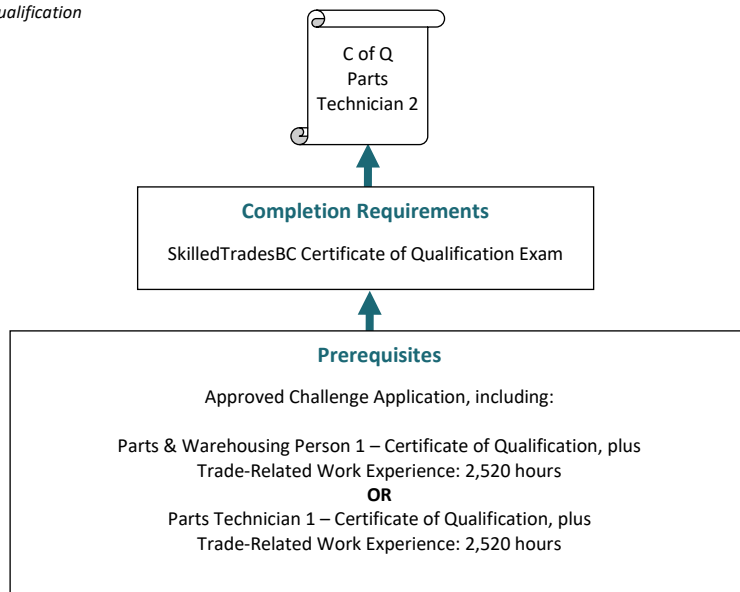 C of Q
Parts
Technician 2
Completion Requirements
SkilledTradesBC Certificate of Qualification Exam
Prerequisites
Approved Challenge Application, including:
Parts & Warehousing Person 1 – Certificate of Qualification, plus
Trade-Related Work Experience: 2,520 hours
OR
Parts Technician 1 – Certificate of Qualification, plus
Trade-Related Work Experience: 2,520 hours